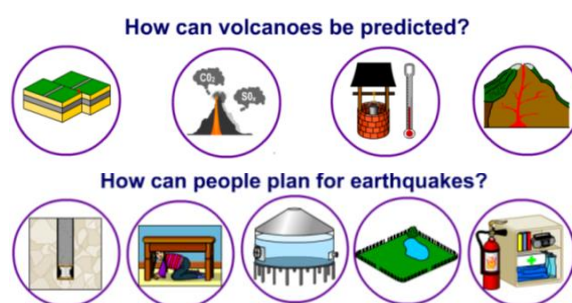 How can volcanoes be predicted?
CO₂
SO₂
How can people plan for earthquakes?